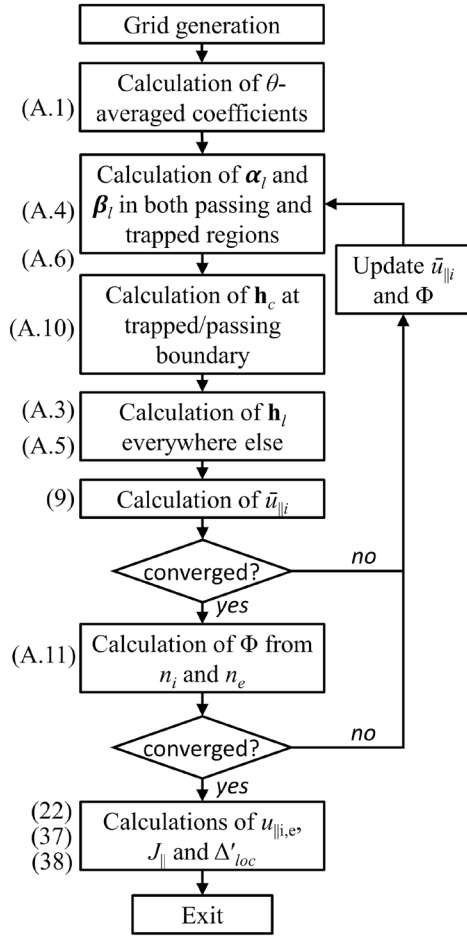 Grid generation
(A.1)
Calculation of θ-
averaged coefficients
(A.4)
(A.6)
Calculation of α_l and
β_l in both passing and
trapped regions
Update ū_∥i
and Φ
(A.10)
Calculation of h_c at
trapped/passing
boundary
(A.3)
(A.5)
Calculation of h_l
everywhere else
(9)
Calculation of ū_∥i
converged?
no
yes
(A.11)
Calculation of Φ from
n_i and n_e
converged?
no
yes
(22)
(37)
(38)
Calculations of u_∥i,e,
J_∥ and Δ′_loc
Exit